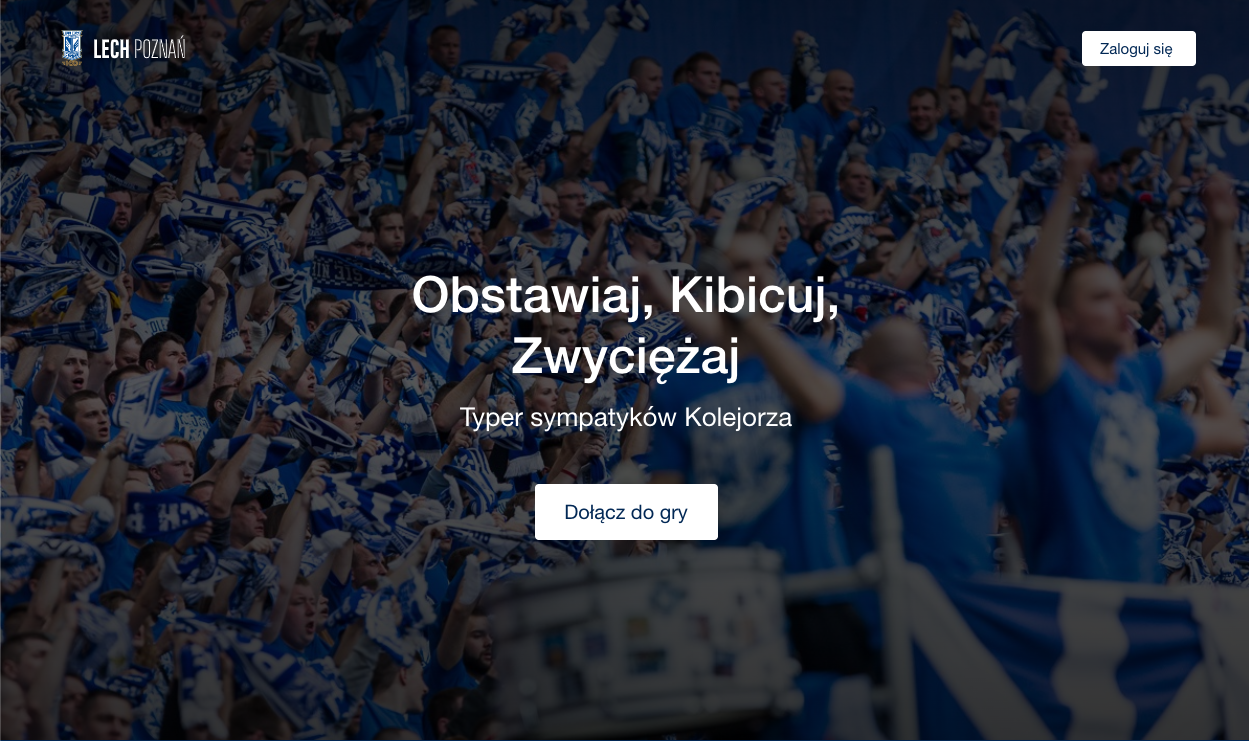 LECH POZNAŃ
Zaloguj się
Obstawiaj, Kibicuj,
Zwyciężaj
Typer sympatyków Kolejorza
Dołącz do gry